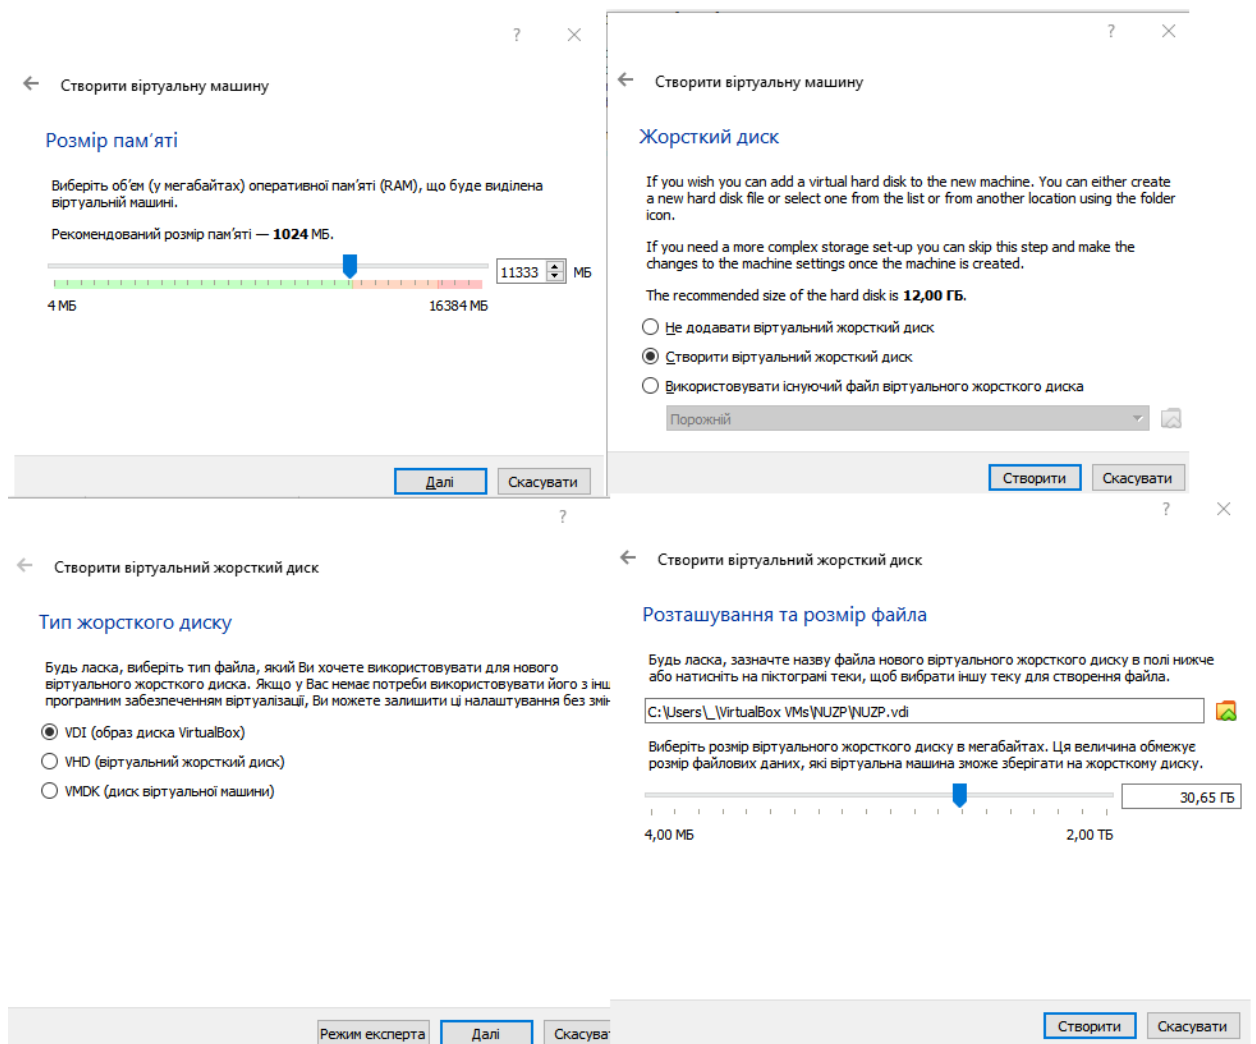 Створити віртуальну машину
Розмір пам'яті
Виберіть об'єм (у мегабайтах) оперативної пам'яті (RAM), що буде виділена
віртуальній машині.
Рекомендований розмір пам'яті — 1024 МБ.
11333 МБ
4 МБ 16384 МБ
Далі Скасувати
? ×
Створити віртуальну машину
Жорсткий диск
If you wish you can add a virtual hard disk to the new machine. You can either create
a new hard disk file or select one from the list or from another location using the folder
icon.
If you need a more complex storage set-up you can skip this step and make the
changes to the machine settings once the machine is created.
The recommended size of the hard disk is 12,00 ГБ.
Не додавати віртуальний жорсткий диск
Створити віртуальний жорсткий диск
Використовувати існуючий файл віртуального жорсткого диска
Порожній
Створити Скасувати
?
Створити віртуальний жорсткий диск
Тип жорсткого диску
Будь ласка, виберіть тип файла, який Ви хочете використовувати для нового
віртуального жорсткого диска. Якщо у Вас немає потреби використовувати його з інш
програмним забезпеченням віртуалізації, Ви можете залишити ці налаштування без змін
VDI (образ диска VirtualBox)
VHD (віртуальний жорсткий диск)
VMDK (диск віртуальної машини)
Режим експерта Далі Скасува
? ×
Створити віртуальний жорсткий диск
Розташування та розмір файла
Будь ласка, зазначте назву файла нового віртуального жорсткого диску в полі нижче
або натисніть на піктограмі теки, щоб вибрати іншу теку для створення файла.
C:\Users\_\VirtualBox VMs\NUZP\NUZP.vdi
Виберіть розмір віртуального жорсткого диску в мегабайтах. Ця величина обмежує
розмір файлових даних, які віртуальна машина зможе зберігати на жорсткому диску.
30,65 ГБ
4,00 МБ 2,00 ТБ
Створити Скасувати